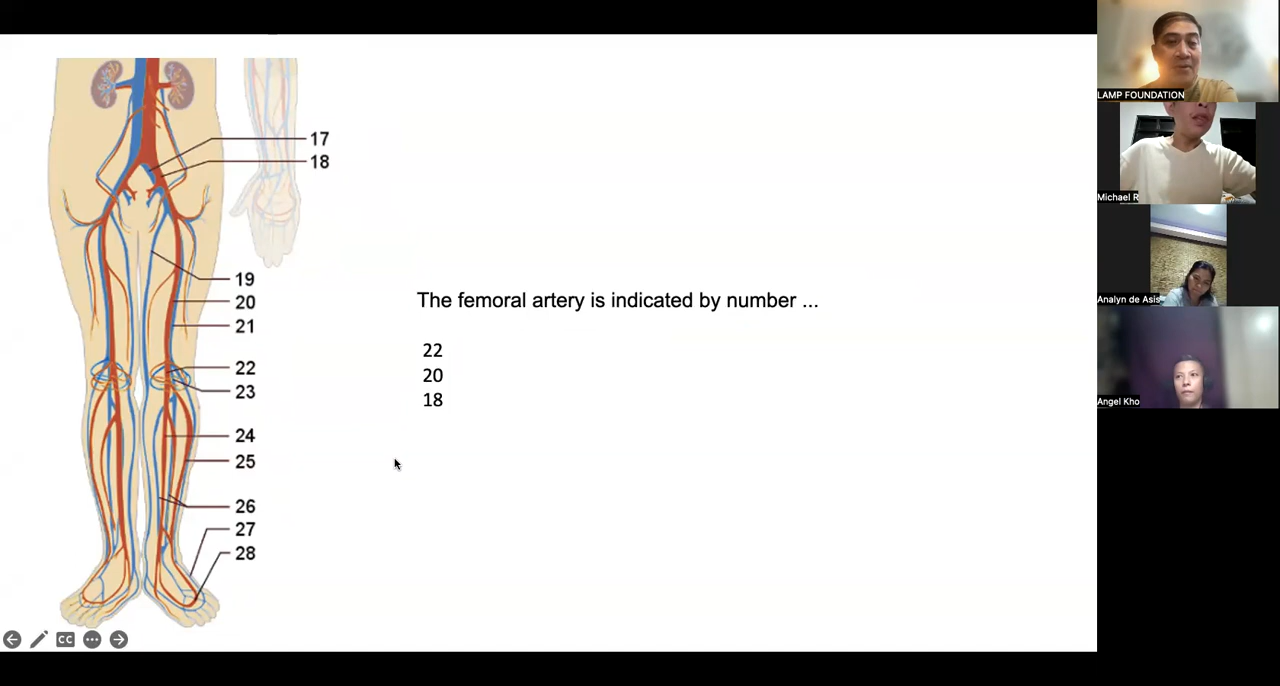 17
18
19
20
21
22
23
24
25
26
27
28
The femoral artery is indicated by number ...
22
20
18
CC
LAMP FOUNDATION
Michael R
Analyn de Asis
Angel Kho